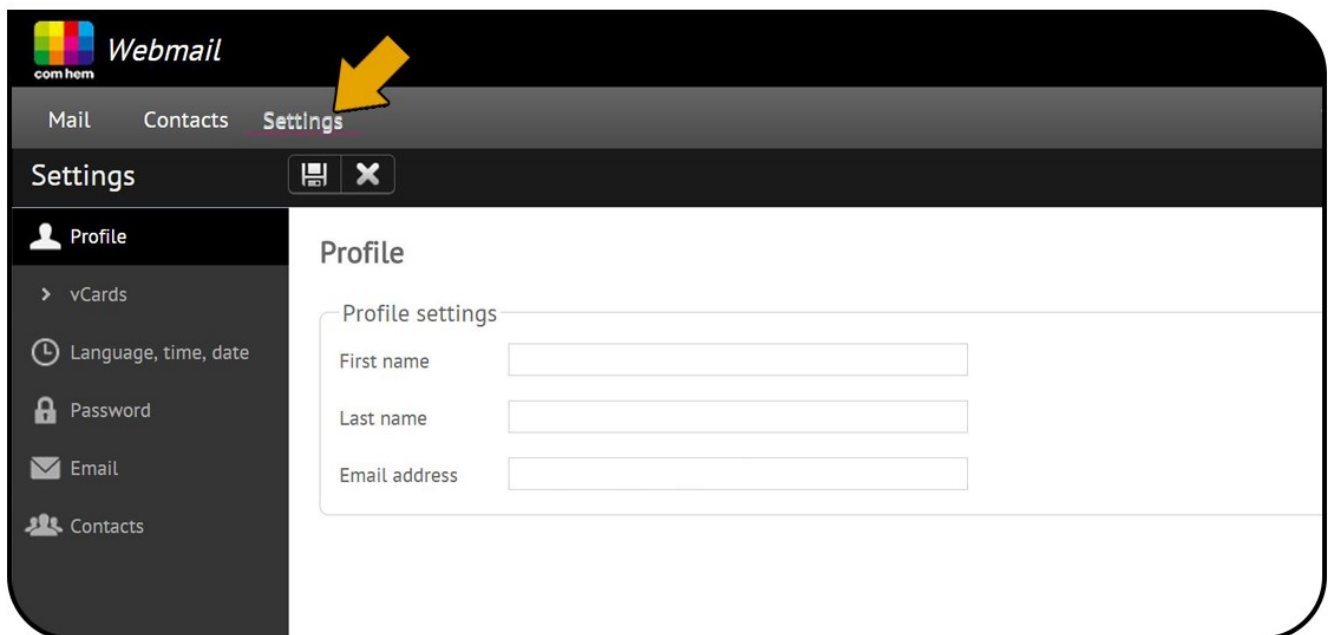 com hem
Webmail
Mail Contacts Settings
Settings
Profile
vCards
Language, time, date
Password
Email
Contacts
Profile
Profile settings
First name
Last name
Email address